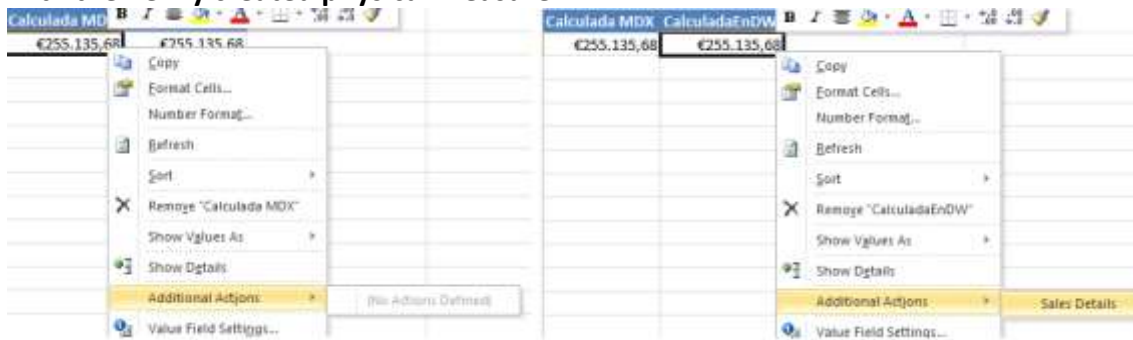 Calculada MD
€255.135,68 €255.135,68
Copy
Format Cells...
Number Format...
Refresh
Sort
Remove "Calculada MDX"
Show Values As
Show Details
Additional Actions
(No Actions Defined)
Value Field Settings...
Calculada MDX CalculadaEnDW
€255.135,68 €255.135,68
Copy
Format Cells...
Number Format...
Refresh
Sort
Remove "CalculadaEnDW"
Show Values As
Show Details
Additional Actions
Sales Details
Value Field Settings...